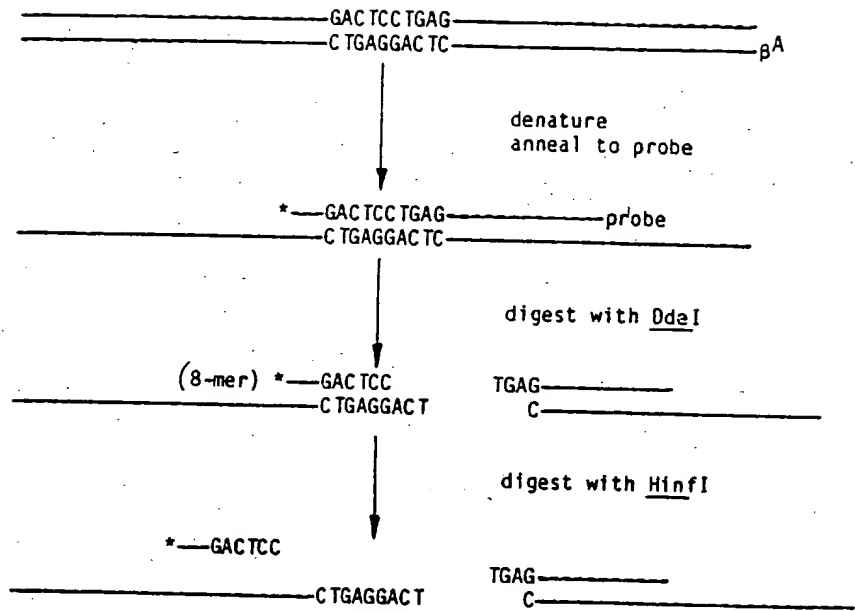 GACTCCTGAG
CTGAGGACTC βA
denature
anneal to probe
* GACTCCTGAG probe
CTGAGGACTC
digest with DdeI
(8-mer) * GACTCC TGAG
CTGAGGACT C
digest with HinfI
* GACTCC
TGAG
CTGAGGACT C